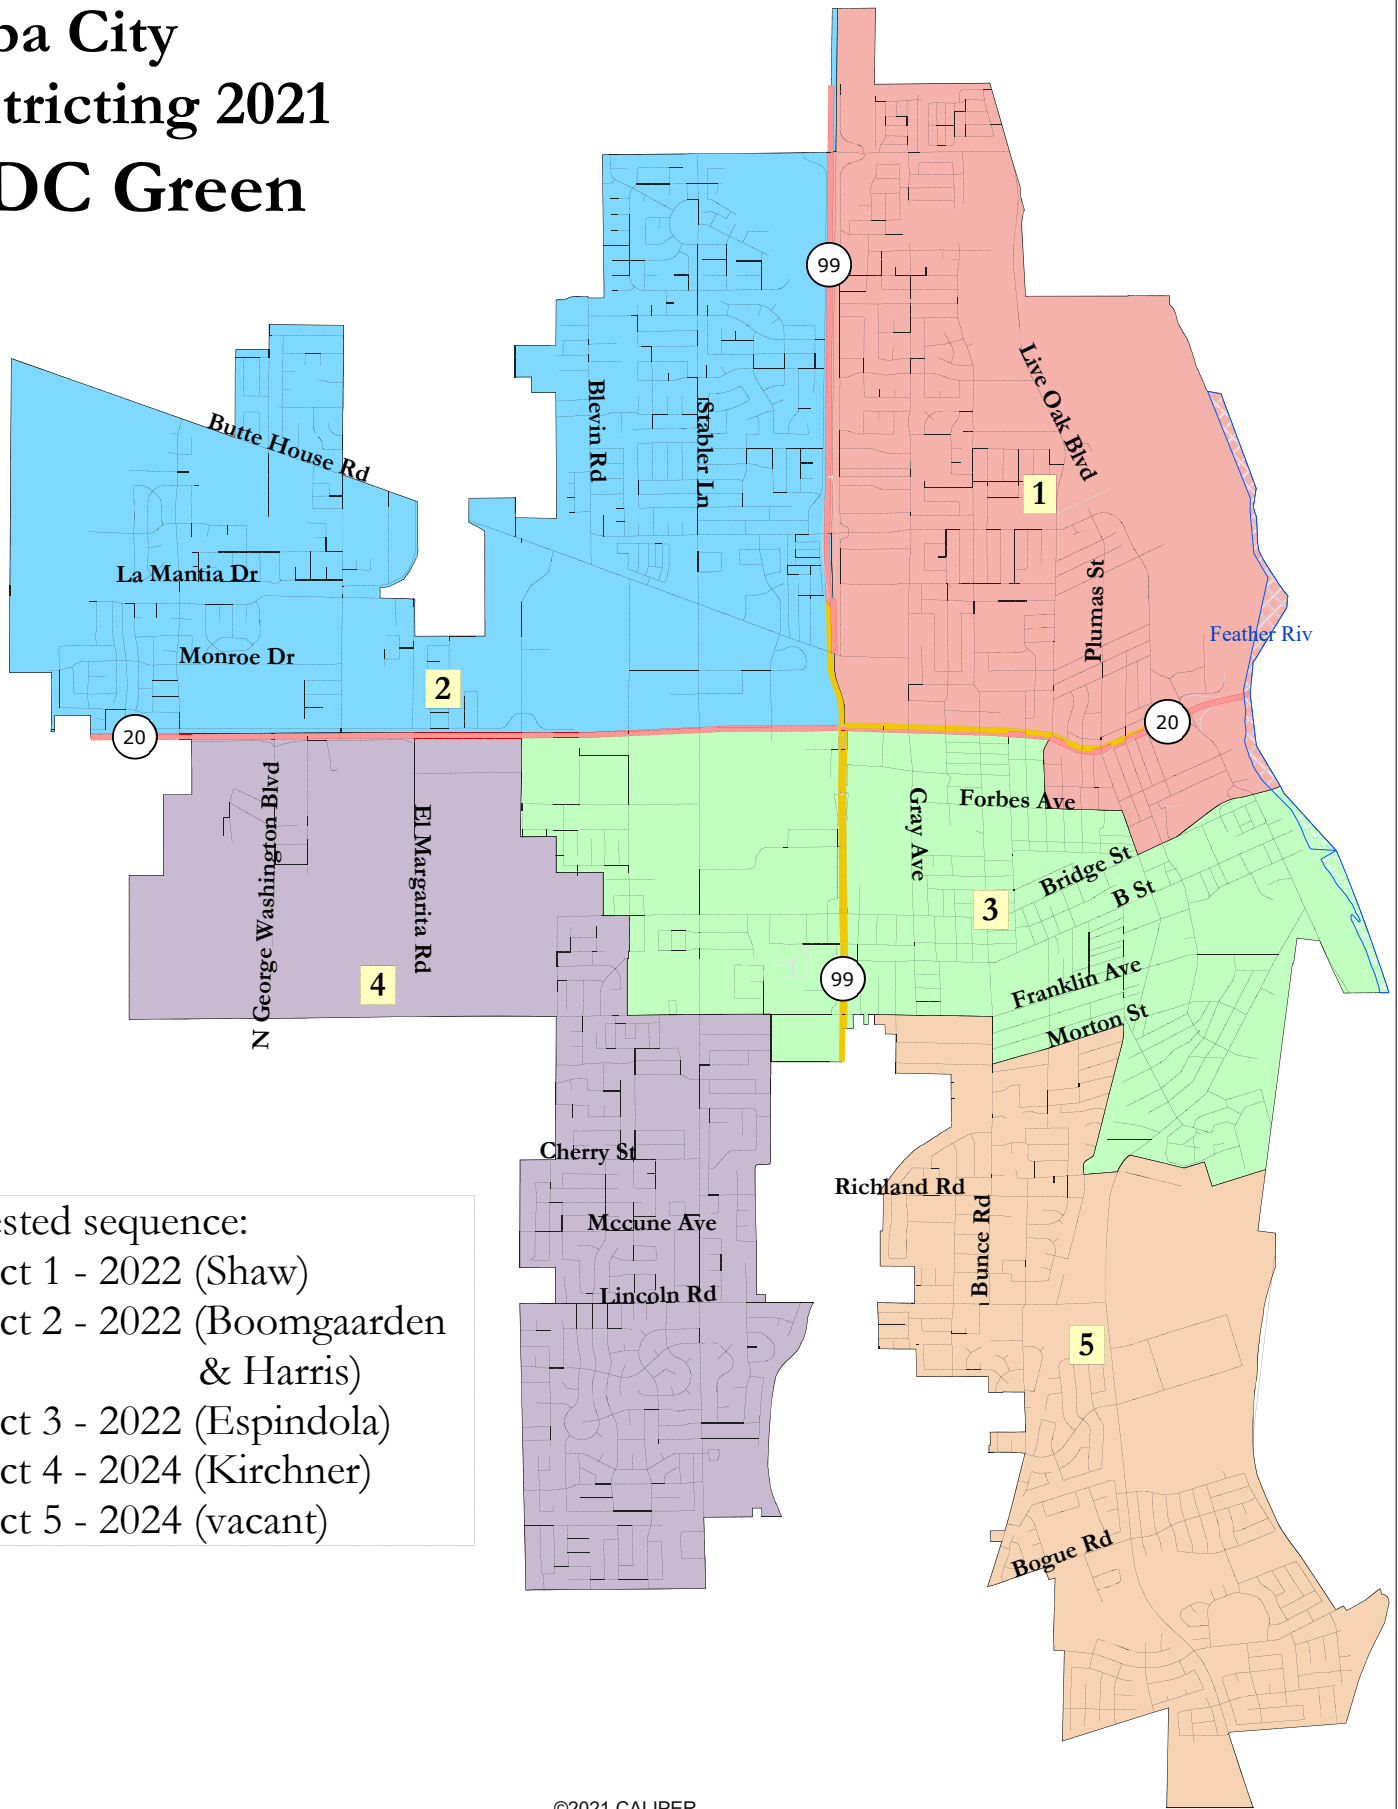 ba City
tricting 2021
DC Green
99
Live Oak Blvd
Blevin Rd
Stabler Ln
Butte House Rd
1
La Mantia Dr
Plumas St
Feather Riv
Monroe Dr
2
20
20
N George Washington Blvd
El Margarita Rd
Gray Ave
Forbes Ave
Bridge St
B St
3
4
99
Franklin Ave
Morton St
Cherry St
Richland Rd
Mccune Ave
Bunce Rd
Lincoln Rd
5
Bogue Rd
ested sequence:
ct 1 - 2022 (Shaw)
ct 2 - 2022 (Boomgaarden
& Harris)
ct 3 - 2022 (Espindola)
ct 4 - 2024 (Kirchner)
ct 5 - 2024 (vacant)
©2021 CALIPER